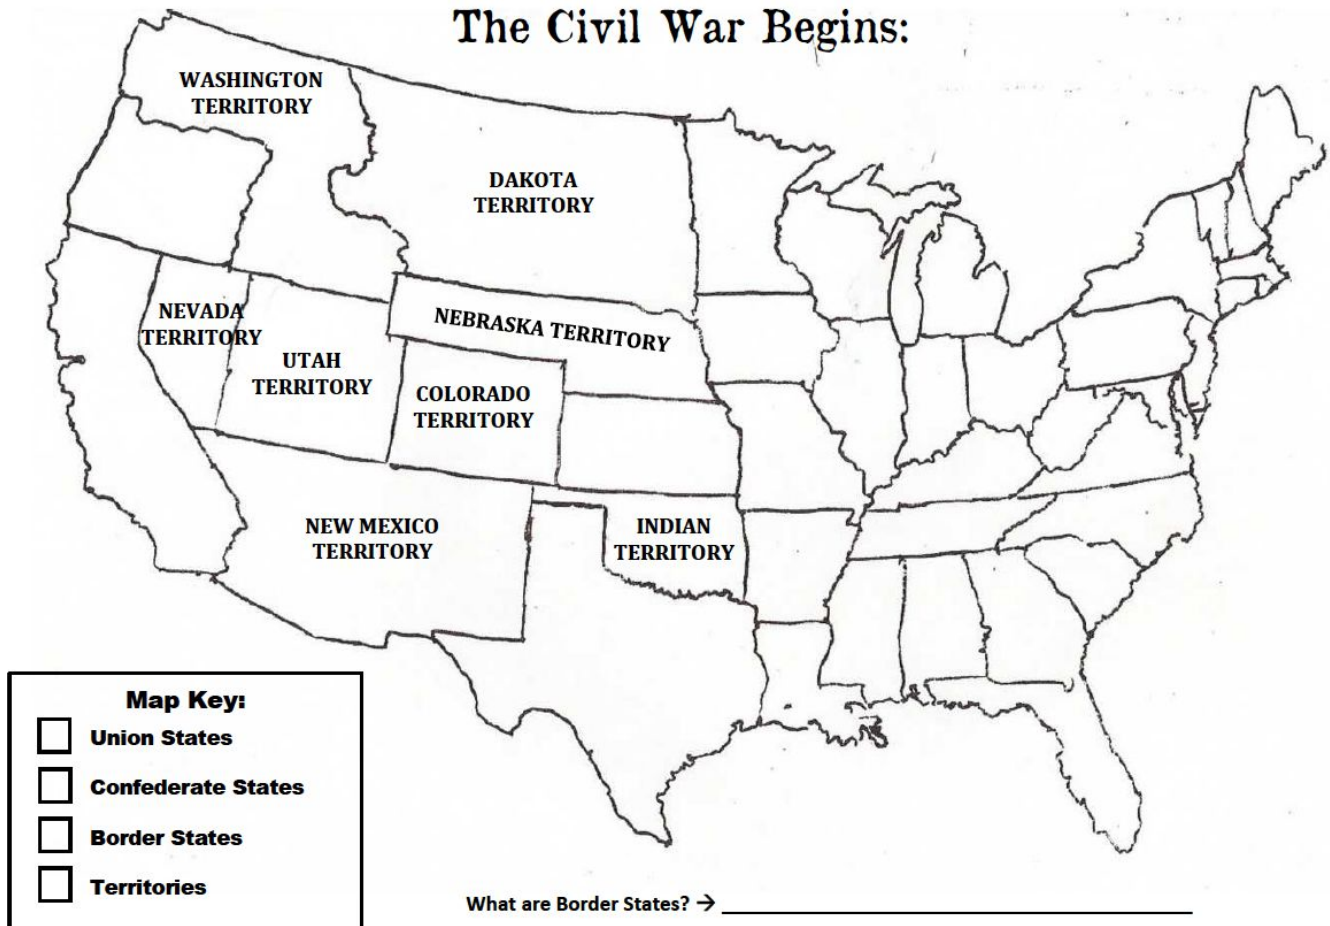 The Civil War Begins:
WASHINGTON
TERRITORY
DAKOTA
TERRITORY
NEVADA
TERRITORY
NEBRASKA TERRITORY
UTAH
TERRITORY
COLORADO
TERRITORY
NEW MEXICO
TERRITORY
INDIAN
TERRITORY
Map Key:
Union States
Confederate States
Border States
Territories
What are Border States? →